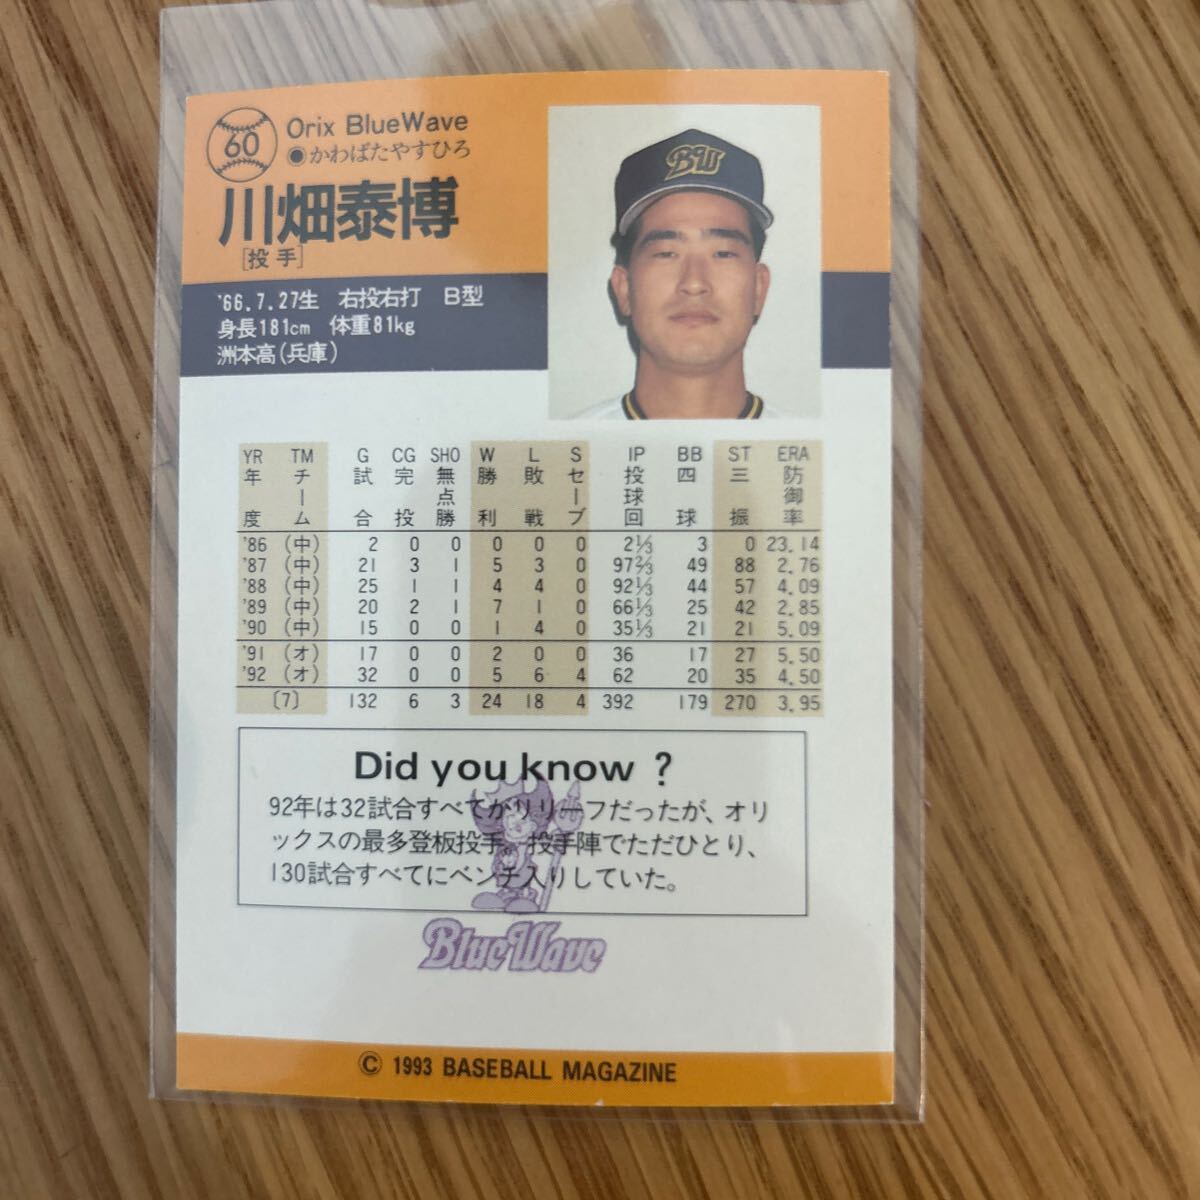 60
Orix BlueWave
●かわばたやすひろ
川畑泰博
[投手]
BW
'66.7.27生 右投右打 B型
身長181cm 体重81kg
洲本高(兵庫)
YR TM G CG SHO W L S IP BB ST ERA
年度 チーム 試合 完投 無点勝 勝利 敗戦 セーブ 投球回 四球 三振 防御率
'86 (中) 2 0 0 0 0 0 2⅓ 3 0 23.14
'87 (中) 21 3 1 5 3 0 97⅔ 49 88 2.76
'88 (中) 25 1 1 4 4 0 92⅓ 44 57 4.09
'89 (中) 20 2 1 7 1 0 66⅓ 25 42 2.85
'90 (中) 15 0 0 1 4 0 35⅓ 21 21 5.09
'91 (オ) 17 0 0 2 0 0 36 17 27 5.50
'92 (オ) 32 0 0 5 6 4 62 20 35 4.50
〔7〕 132 6 3 24 18 4 392 179 270 3.95
Did you know ?
92年は32試合すべてがリリーフだったが、オリ
ックスの最多登板投手。投手陣でただひとり、
130試合すべてにベンチ入りしていた。
BlueWave
© 1993 BASEBALL MAGAZINE